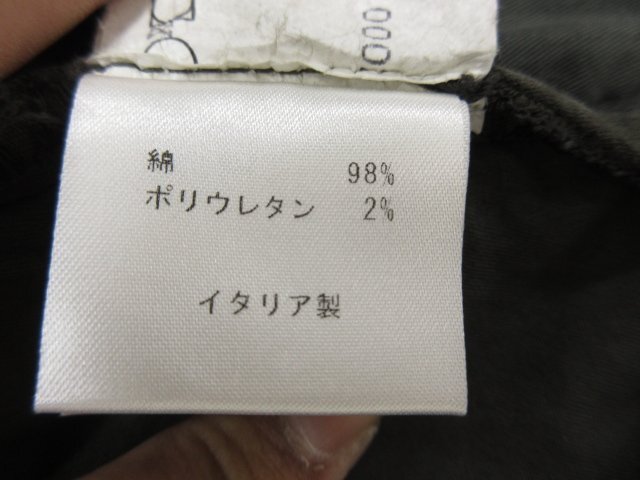 000
綿 98%
ポリウレタン 2%
イタリア製